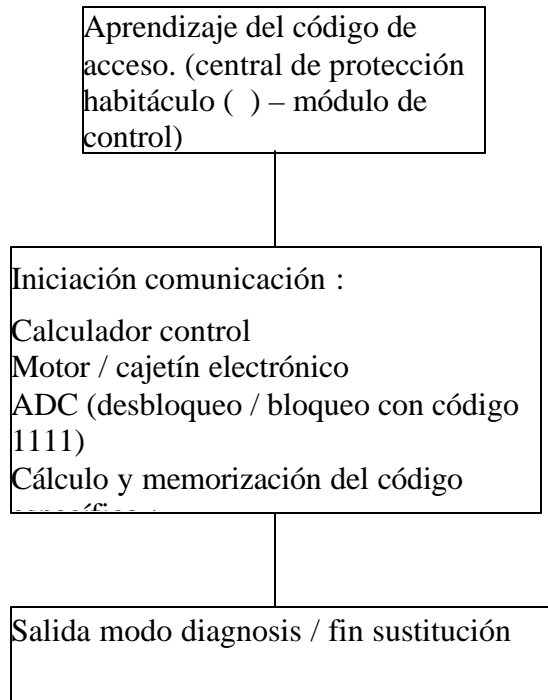 Aprendizaje del código de
acceso. (central de protección
habitáculo ( ) – módulo de
control)
Iniciación comunicación :
Calculador control
Motor / cajetín electrónico
ADC (desbloqueo / bloqueo con código
1111)
Cálculo y memorización del código
Salida modo diagnosis / fin sustitución